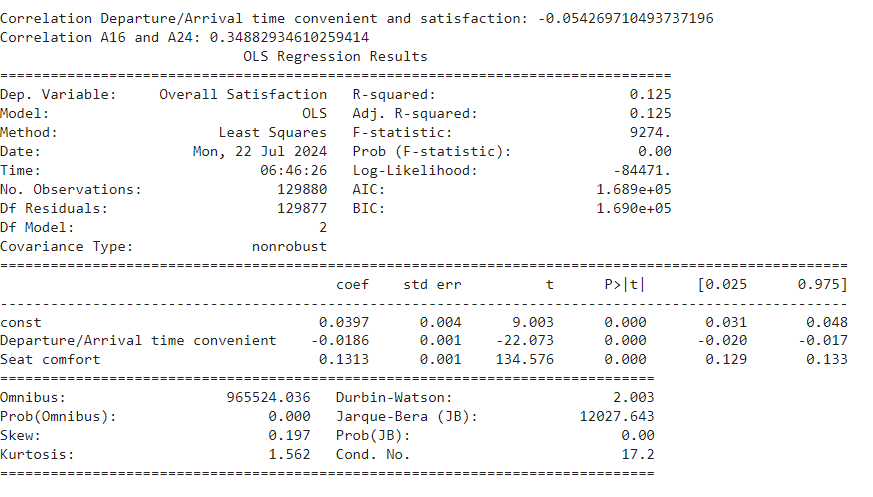 Correlation Departure/Arrival time convenient and satisfaction: -0.054269710493737196
Correlation A16 and A24: 0.34882934610259414
OLS Regression Results
==============================================================================
Dep. Variable: Overall Satisfaction R-squared: 0.125
Model: OLS Adj. R-squared: 0.125
Method: Least Squares F-statistic: 9274.
Date: Mon, 22 Jul 2024 Prob (F-statistic): 0.00
Time: 06:46:26 Log-Likelihood: -84471.
No. Observations: 129880 AIC: 1.689e+05
Df Residuals: 129877 BIC: 1.690e+05
Df Model: 2
Covariance Type: nonrobust
=====================================================================================================
coef std err t P>|t| [0.025 0.975]
-----------------------------------------------------------------------------------------------------
const 0.0397 0.004 9.003 0.000 0.031 0.048
Departure/Arrival time convenient -0.0186 0.001 -22.073 0.000 -0.020 -0.017
Seat comfort 0.1313 0.001 134.576 0.000 0.129 0.133
==============================================================================
Omnibus: 965524.036 Durbin-Watson: 2.003
Prob(Omnibus): 0.000 Jarque-Bera (JB): 12027.643
Skew: 0.197 Prob(JB): 0.00
Kurtosis: 1.562 Cond. No. 17.2
==============================================================================